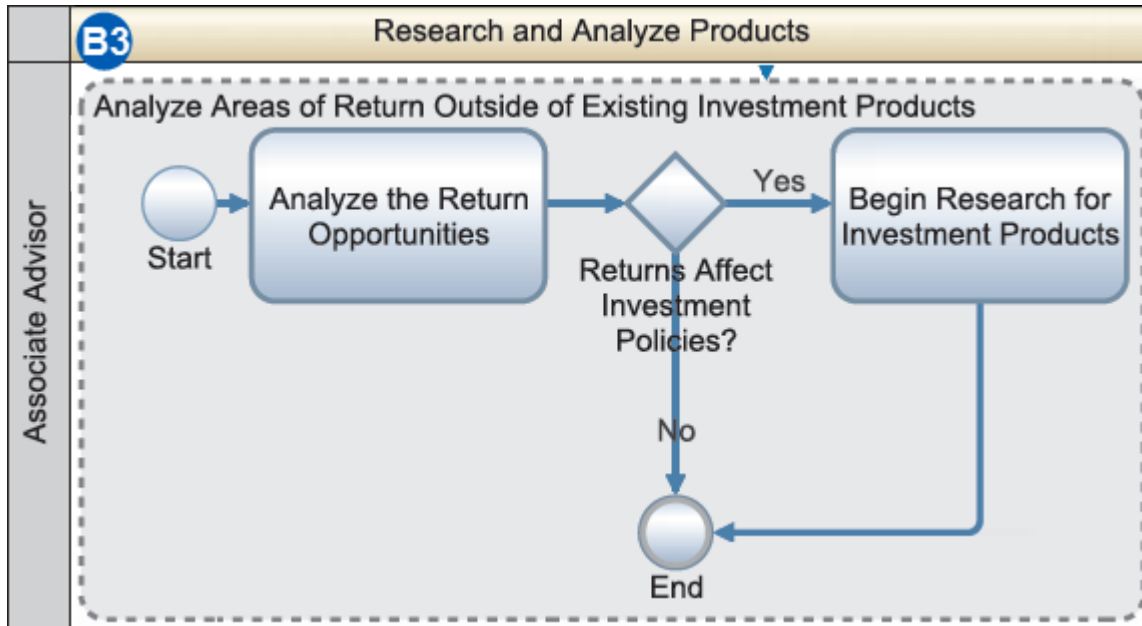 B3
Research and Analyze Products
Associate Advisor
Analyze Areas of Return Outside of Existing Investment Products
Start
Analyze the Return
Opportunities
Returns Affect
Investment
Policies?
Yes
Begin Research for
Investment Products
No
End